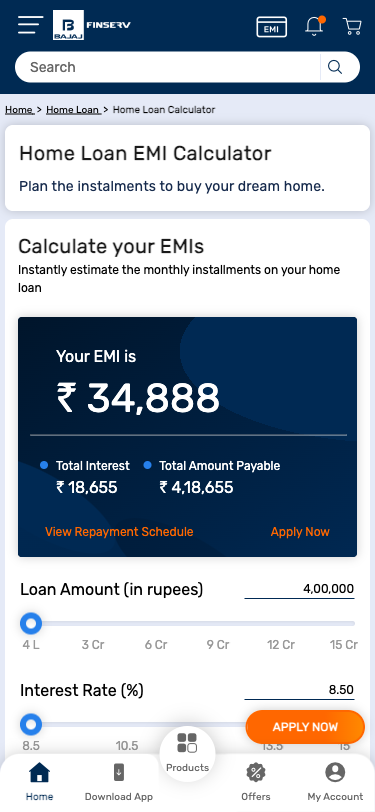 B
BAJAJ FINSERV
EMI
Search
Home > Home Loan > Home Loan Calculator
Home Loan EMI Calculator
Plan the instalments to buy your dream home.
Calculate your EMIs
Instantly estimate the monthly installments on your home
loan
Your EMI is
₹ 34,888
Total Interest Total Amount Payable
₹ 18,655 ₹ 4,18,655
View Repayment Schedule Apply Now
Loan Amount (in rupees) 4,00,000
4 L 3 Cr 6 Cr 9 Cr 12 Cr 15 Cr
Interest Rate (%) 8.50
APPLY NOW
8.5 10.5 13.5 15
Products
Home Download App Offers My Account